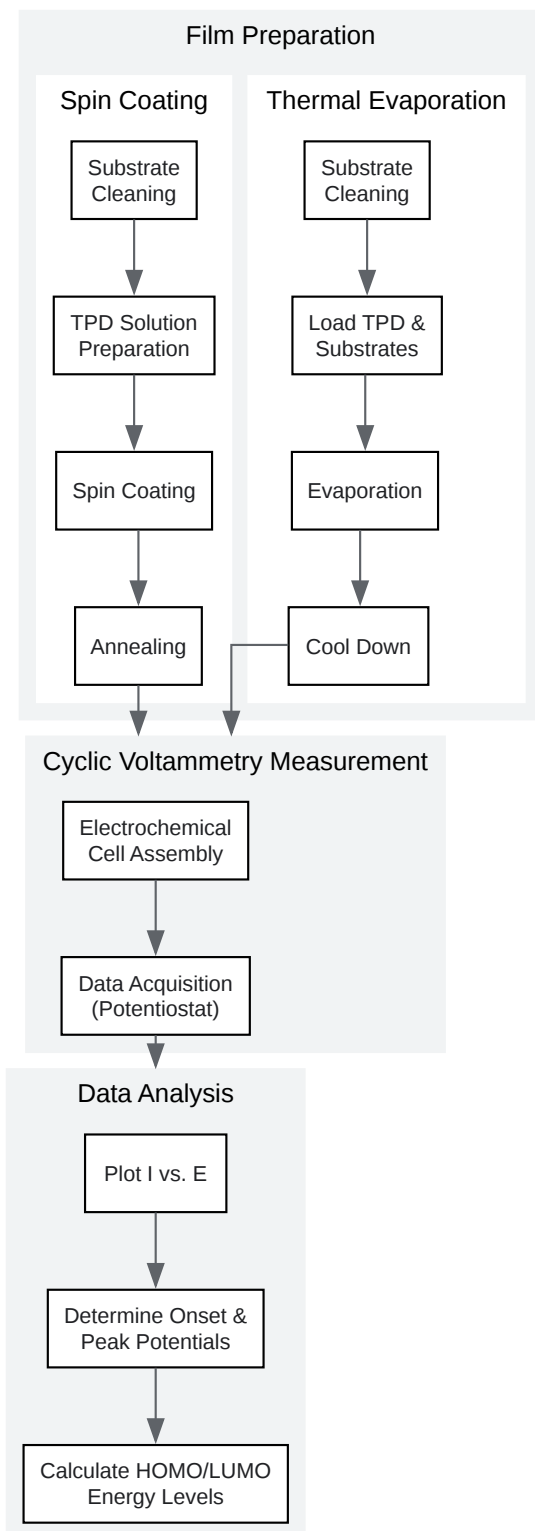 Film Preparation
Spin Coating
Substrate
Cleaning
TPD Solution
Preparation
Spin Coating
Annealing
Thermal Evaporation
Substrate
Cleaning
Load TPD &
Substrates
Evaporation
Cool Down
Cyclic Voltammetry Measurement
Electrochemical
Cell Assembly
Data Acquisition
(Potentiostat)
Data Analysis
Plot I vs. E
Determine Onset &
Peak Potentials
Calculate HOMO/LUMO
Energy Levels